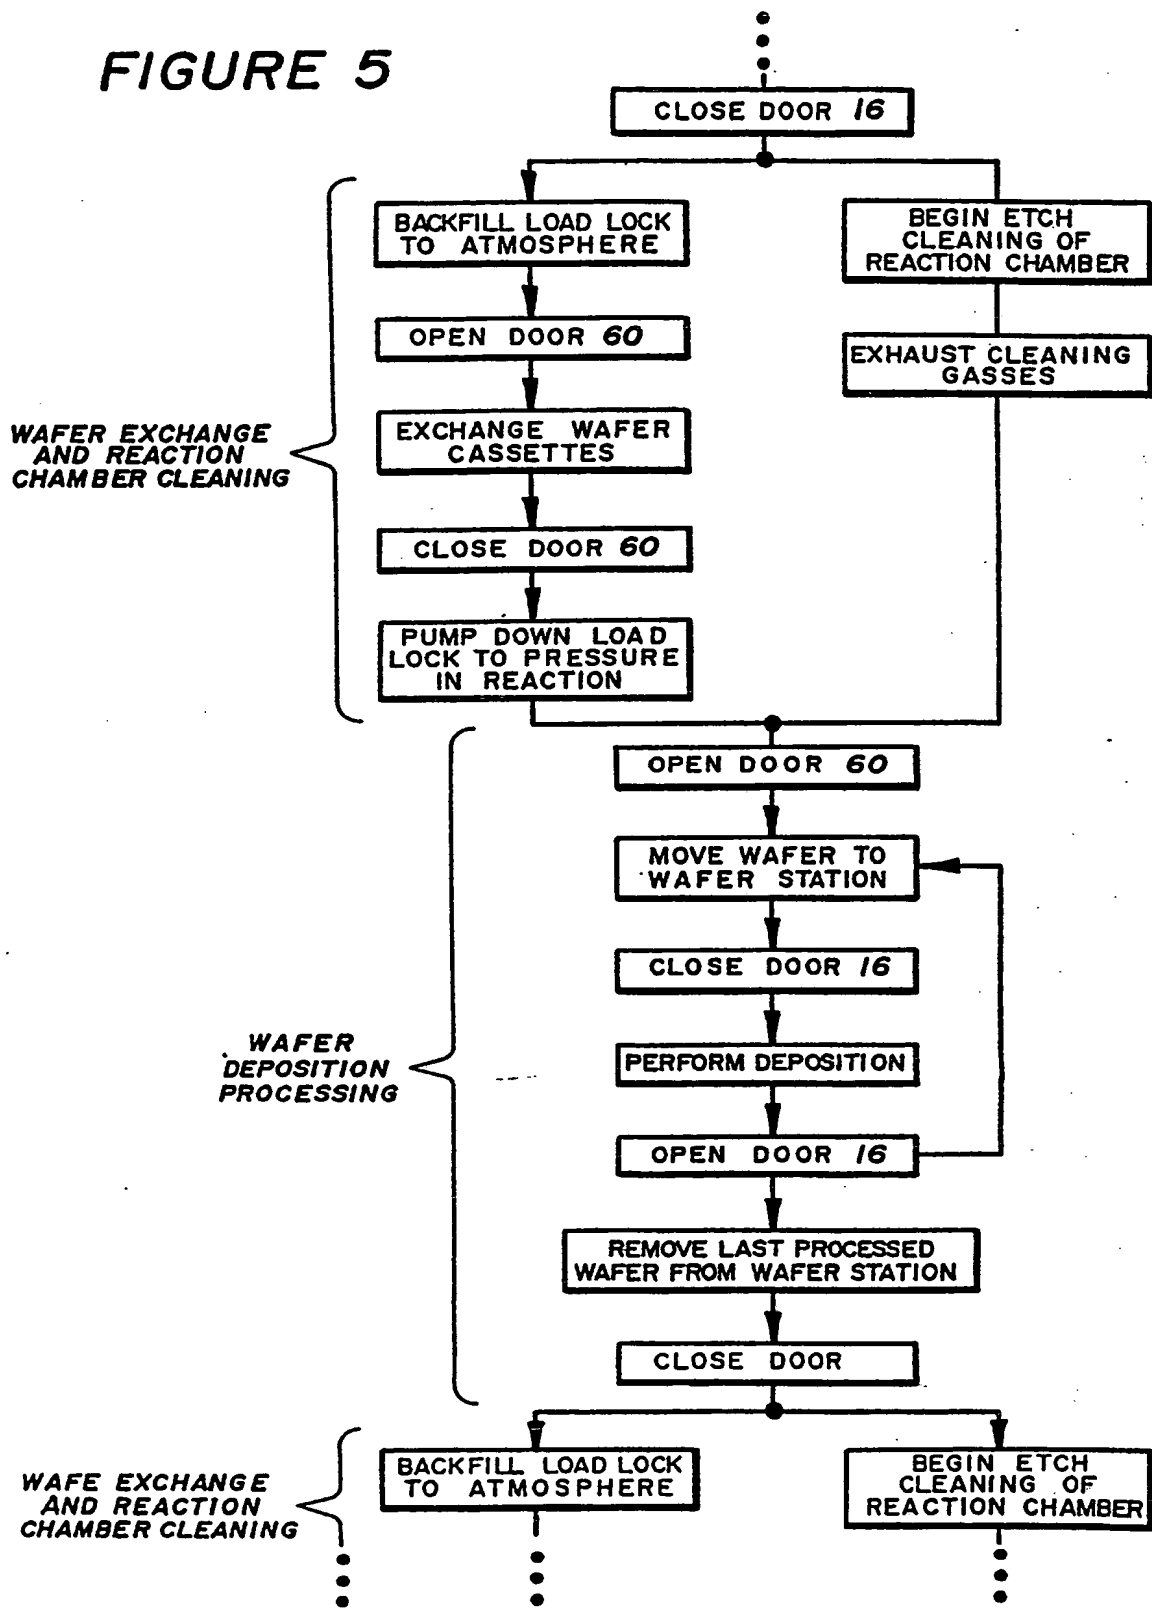 FIGURE 5
CLOSE DOOR 16
BACKFILL LOAD LOCK
TO ATMOSPHERE
OPEN DOOR 60
EXCHANGE WAFER
CASSETTES
CLOSE DOOR 60
PUMP DOWN LOAD
LOCK TO PRESSURE
IN REACTION
BEGIN ETCH
CLEANING OF
REACTION CHAMBER
EXHAUST CLEANING
GASSES
WAFER EXCHANGE
AND REACTION
CHAMBER CLEANING
OPEN DOOR 60
MOVE WAFER TO
WAFER STATION
CLOSE DOOR 16
PERFORM DEPOSITION
OPEN DOOR 16
REMOVE LAST PROCESSED
WAFER FROM WAFER STATION
CLOSE DOOR
WAFER
DEPOSITION
PROCESSING
BACKFILL LOAD LOCK
TO ATMOSPHERE
BEGIN ETCH
CLEANING OF
REACTION CHAMBER
WAFE EXCHANGE
AND REACTION
CHAMBER CLEANING